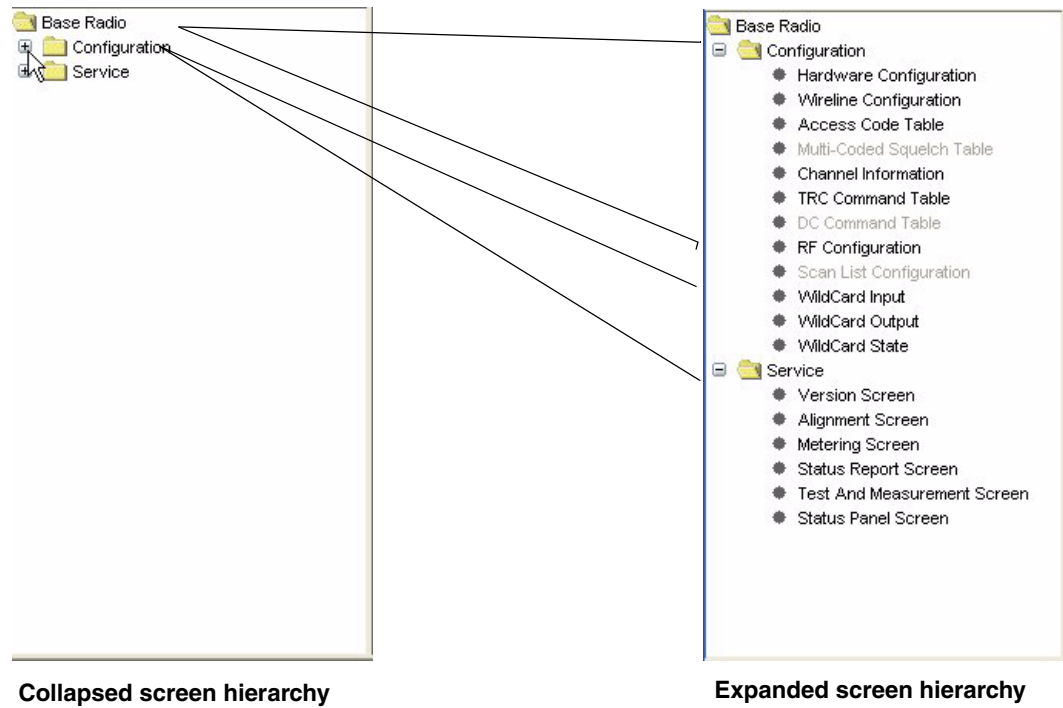 Base Radio
Configuration
Service
Collapsed screen hierarchy
Base Radio
Configuration
Hardware Configuration
Wireline Configuration
Access Code Table
Multi-Coded Squelch Table
Channel Information
TRC Command Table
DC Command Table
RF Configuration
Scan List Configuration
WildCard Input
WildCard Output
WildCard State
Service
Version Screen
Alignment Screen
Metering Screen
Status Report Screen
Test And Measurement Screen
Status Panel Screen
Expanded screen hierarchy